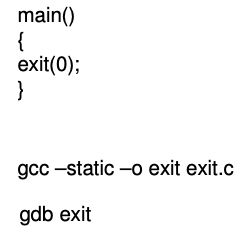 main()
{
exit(0);
}
gcc –static –o exit exit.c
gdb exit